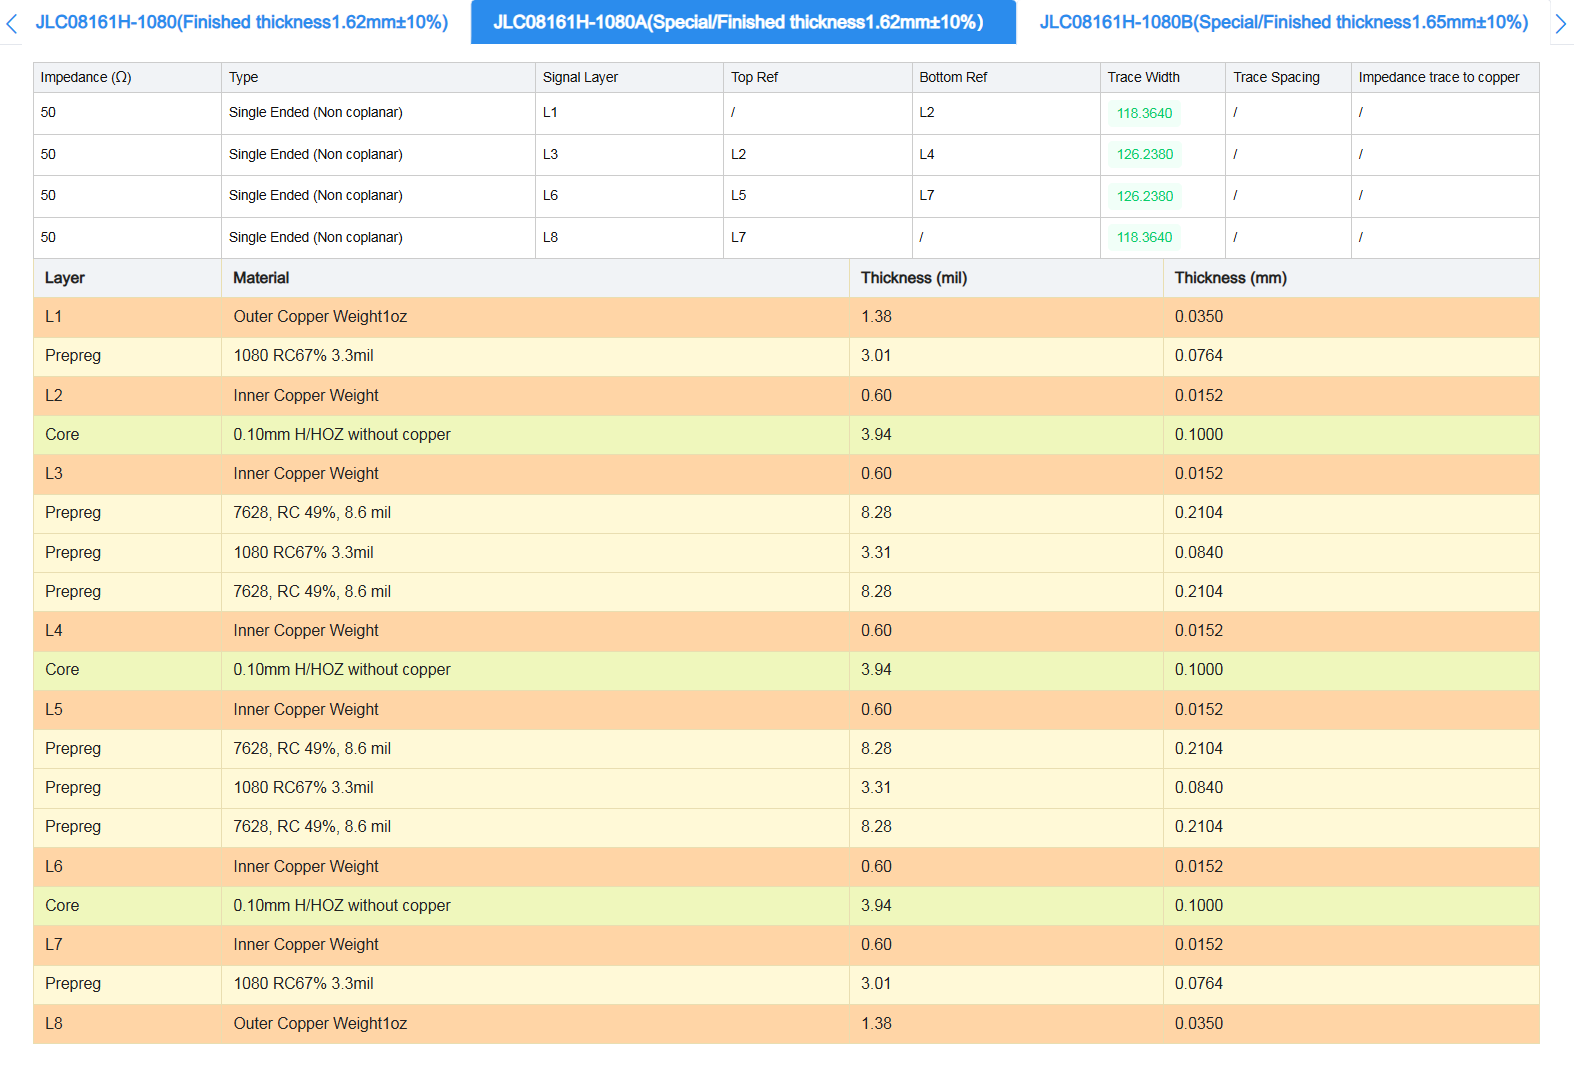 JLC08161H-1080(Finished thickness1.62mm±10%) JLC08161H-1080A(Special/Finished thickness1.62mm±10%) JLC08161H-1080B(Special/Finished thickness1.65mm±10%)
Impedance (Ω) Type Signal Layer Top Ref Bottom Ref Trace Width Trace Spacing Impedance trace to copper
50 Single Ended (Non coplanar) L1 / L2 118.3640 / /
50 Single Ended (Non coplanar) L3 L2 L4 126.2380 / /
50 Single Ended (Non coplanar) L6 L5 L7 126.2380 / /
50 Single Ended (Non coplanar) L8 L7 / 118.3640 / /
Layer Material Thickness (mil) Thickness (mm)
L1 Outer Copper Weight1oz 1.38 0.0350
Prepreg 1080 RC67% 3.3mil 3.01 0.0764
L2 Inner Copper Weight 0.60 0.0152
Core 0.10mm H/HOZ without copper 3.94 0.1000
L3 Inner Copper Weight 0.60 0.0152
Prepreg 7628, RC 49%, 8.6 mil 8.28 0.2104
Prepreg 1080 RC67% 3.3mil 3.31 0.0840
Prepreg 7628, RC 49%, 8.6 mil 8.28 0.2104
L4 Inner Copper Weight 0.60 0.0152
Core 0.10mm H/HOZ without copper 3.94 0.1000
L5 Inner Copper Weight 0.60 0.0152
Prepreg 7628, RC 49%, 8.6 mil 8.28 0.2104
Prepreg 1080 RC67% 3.3mil 3.31 0.0840
Prepreg 7628, RC 49%, 8.6 mil 8.28 0.2104
L6 Inner Copper Weight 0.60 0.0152
Core 0.10mm H/HOZ without copper 3.94 0.1000
L7 Inner Copper Weight 0.60 0.0152
Prepreg 1080 RC67% 3.3mil 3.01 0.0764
L8 Outer Copper Weight1oz 1.38 0.0350